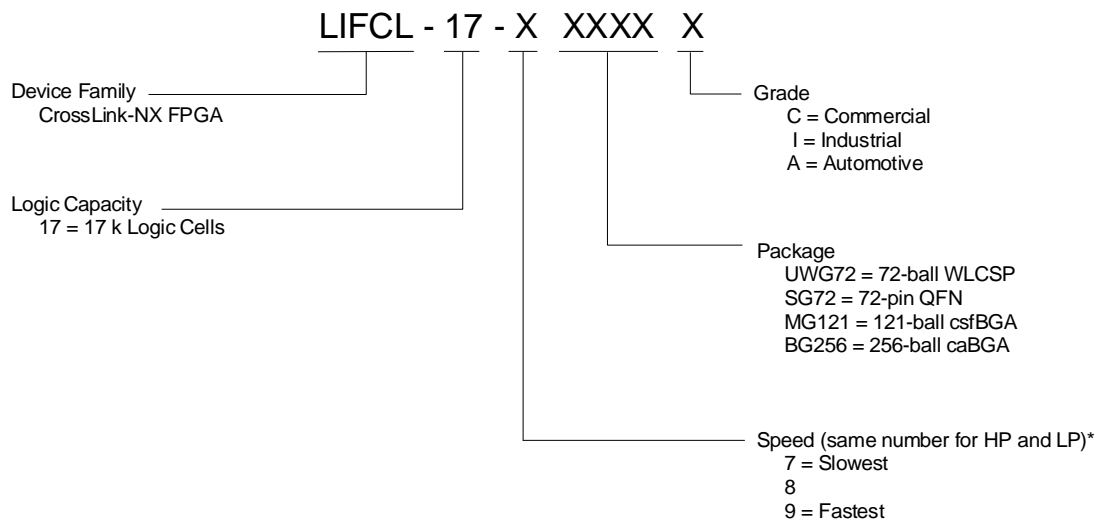 LIFCL - 17 - X XXXX X
Device Family
CrossLink-NX FPGA
Logic Capacity
17 = 17 k Logic Cells
Grade
C = Commercial
I = Industrial
A = Automotive
Package
UWG72 = 72-ball WLCSP
SG72 = 72-pin QFN
MG121 = 121-ball csfBGA
BG256 = 256-ball caBGA
Speed (same number for HP and LP)*
7 = Slowest
8
9 = Fastest